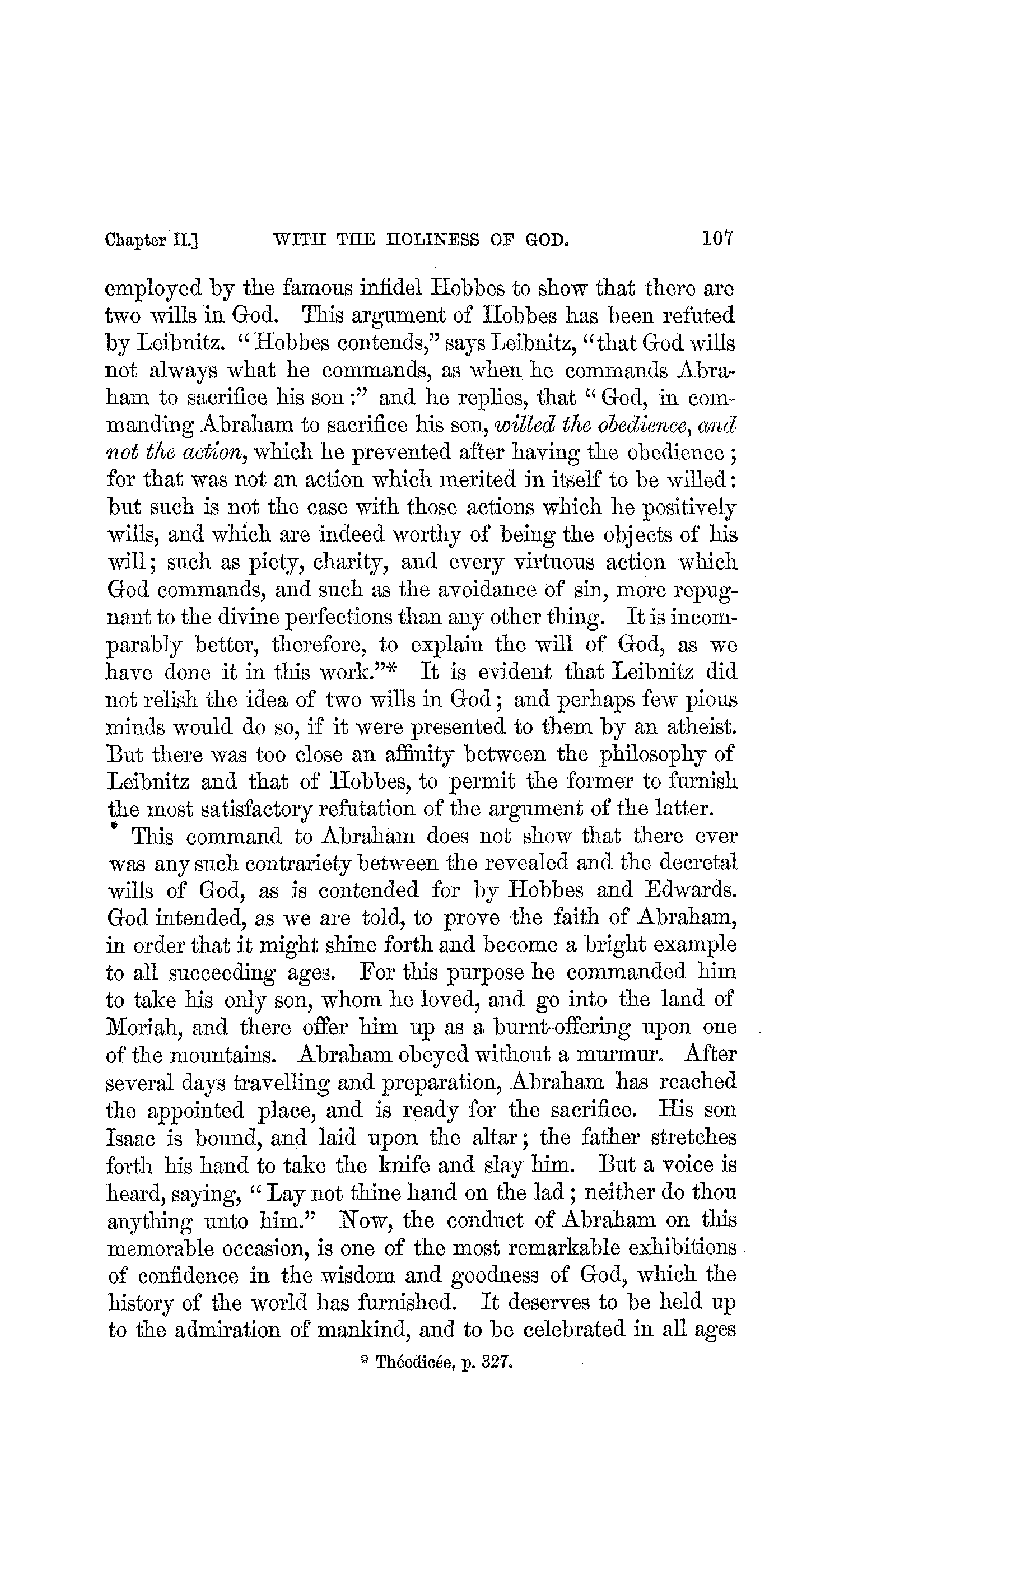 Chapter II.] WITH THE HOLINESS OF GOD. 107
employed by the famous infidel Hobbes to show that there are
two wills in God. This argument of Hobbes has been refuted
by Leibnitz. “Hobbes contends,” says Leibnitz, “that God wills
not always what he commands, as when he commands Abra-
ham to sacrifice his son :” and he replies, that “God, in com-
manding Abraham to sacrifice his son, willed the obedience, and
not the action, which he prevented after having the obedience ;
for that was not an action which merited in itself to be willed:
but such is not the case with those actions which he positively
wills, and which are indeed worthy of being the objects of his
will; such as piety, charity, and every virtuous action which
God commands, and such as the avoidance of sin, more repug-
nant to the divine perfections than any other thing. It is incom-
parably better, therefore, to explain the will of God, as we
have done it in this work.”* It is evident that Leibnitz did
not relish the idea of two wills in God; and perhaps few pious
minds would do so, if it were presented to them by an atheist.
But there was too close an affinity between the philosophy of
Leibnitz and that of Hobbes, to permit the former to furnish
the most satisfactory refutation of the argument of the latter.
This command to Abraham does not show that there ever
was any such contrariety between the revealed and the decretal
wills of God, as is contended for by Hobbes and Edwards.
God intended, as we are told, to prove the faith of Abraham,
in order that it might shine forth and become a bright example
to all succeeding ages. For this purpose he commanded him
to take his only son, whom he loved, and go into the land of
Moriah, and there offer him up as a burnt-offering upon one
of the mountains. Abraham obeyed without a murmur. After
several days travelling and preparation, Abraham has reached
the appointed place, and is ready for the sacrifice. His son
Isaac is bound, and laid upon the altar; the father stretches
forth his hand to take the knife and slay him. But a voice is
heard, saying, “Lay not thine hand on the lad ; neither do thou
anything unto him.” Now, the conduct of Abraham on this
memorable occasion, is one of the most remarkable exhibitions
of confidence in the wisdom and goodness of God, which the
history of the world has furnished. It deserves to be held up
to the admiration of mankind, and to be celebrated in all ages
* Théodicée, p. 327.